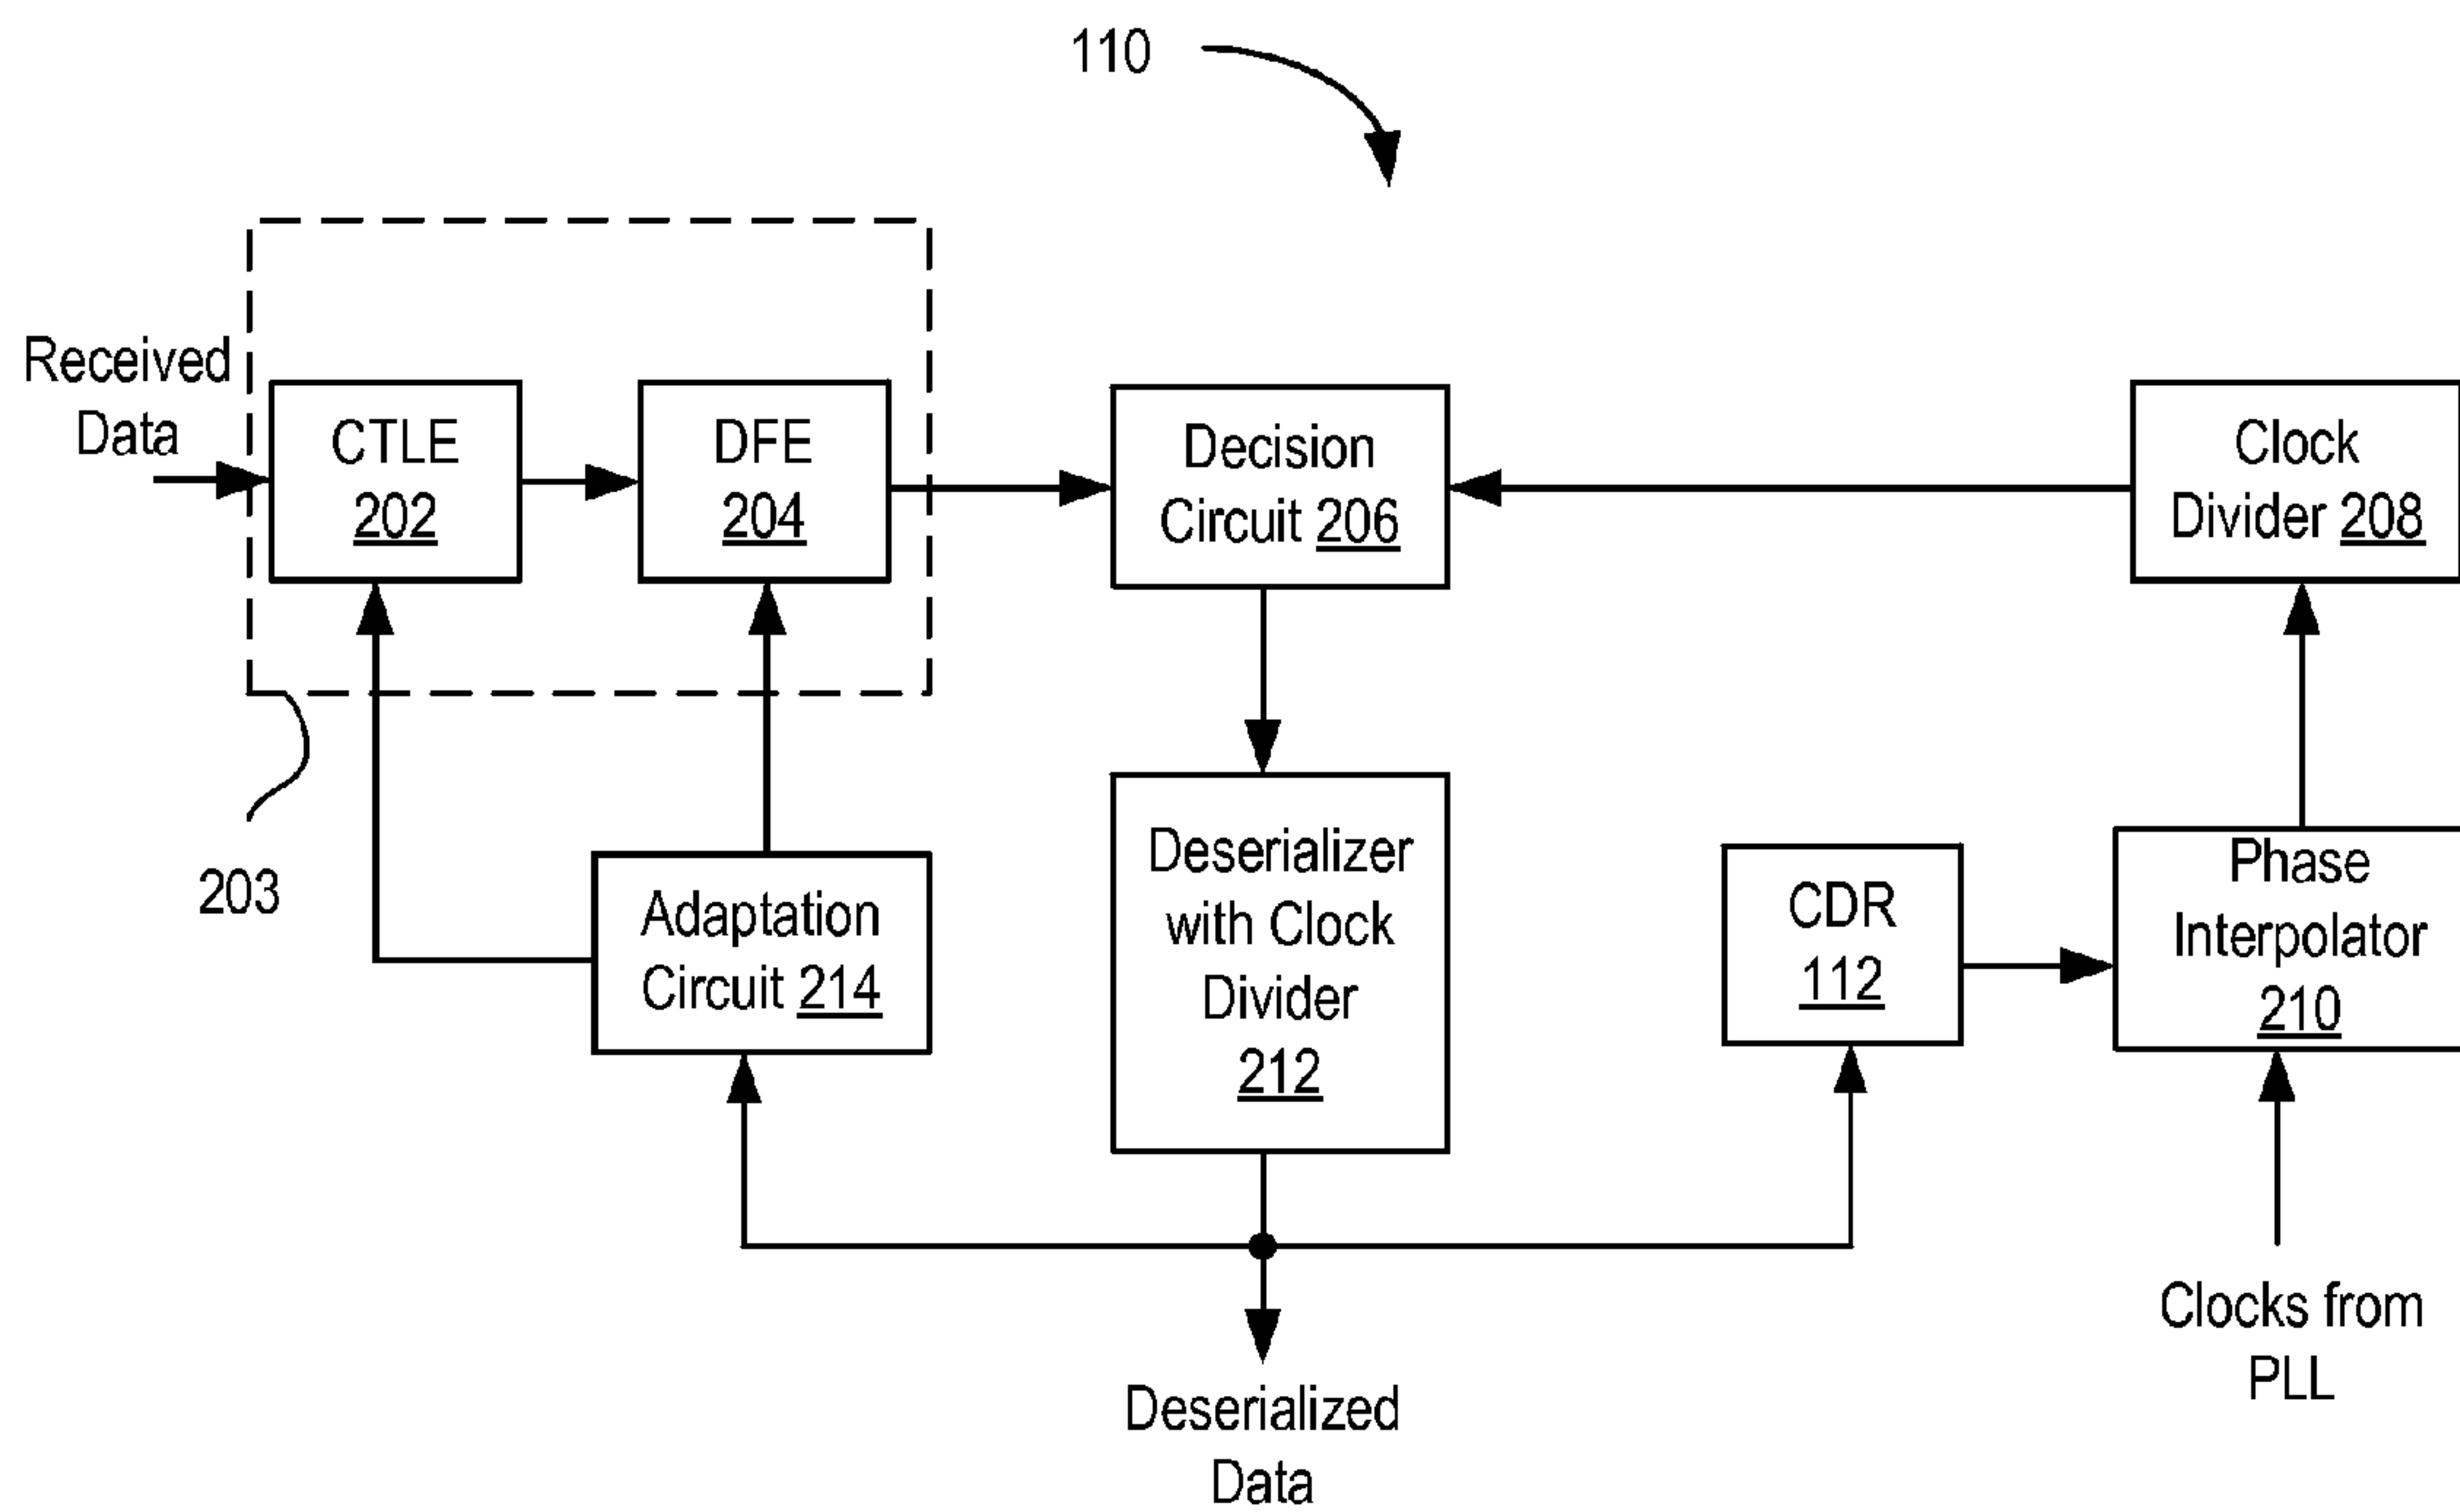 110
Received
Data
CTLE
202
DFE
204
Decision
Circuit 206
Clock
Divider 208
203
Adaptation
Circuit 214
Deserializer
with Clock
Divider
212
CDR
112
Phase
Interpolator
210
Clocks from
PLL
Deserialized
Data